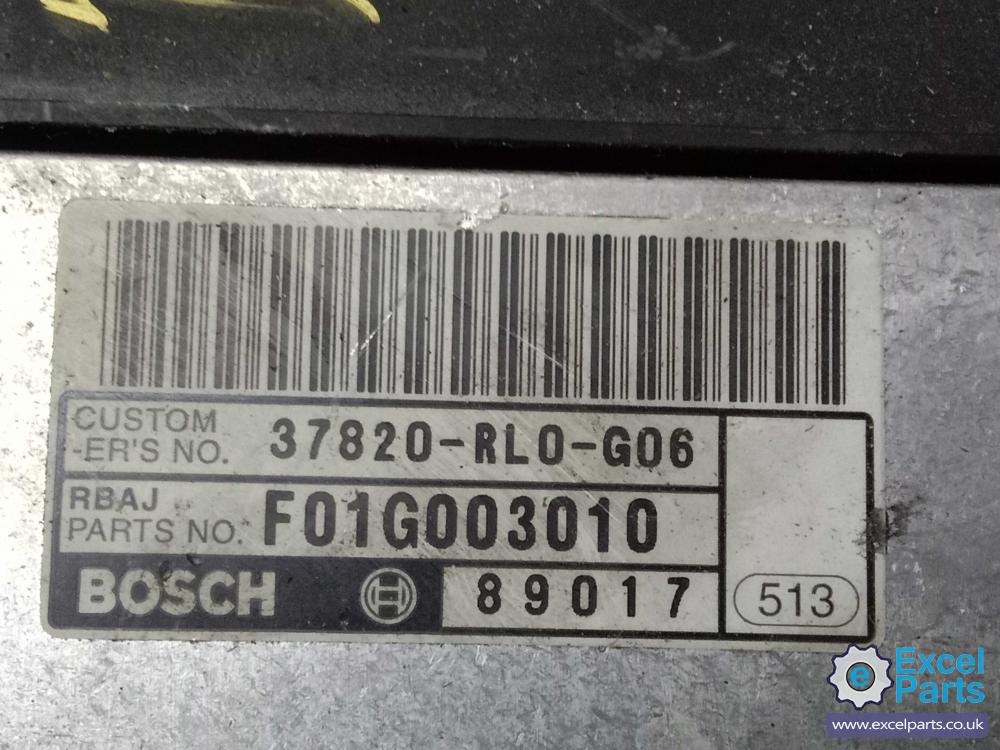 CUSTOM
-ER'S NO. 37820-RL0-G06
RBAJ
PARTS NO. F01G003010
BOSCH 89017
513
e Excel
Parts
www.excelparts.co.uk